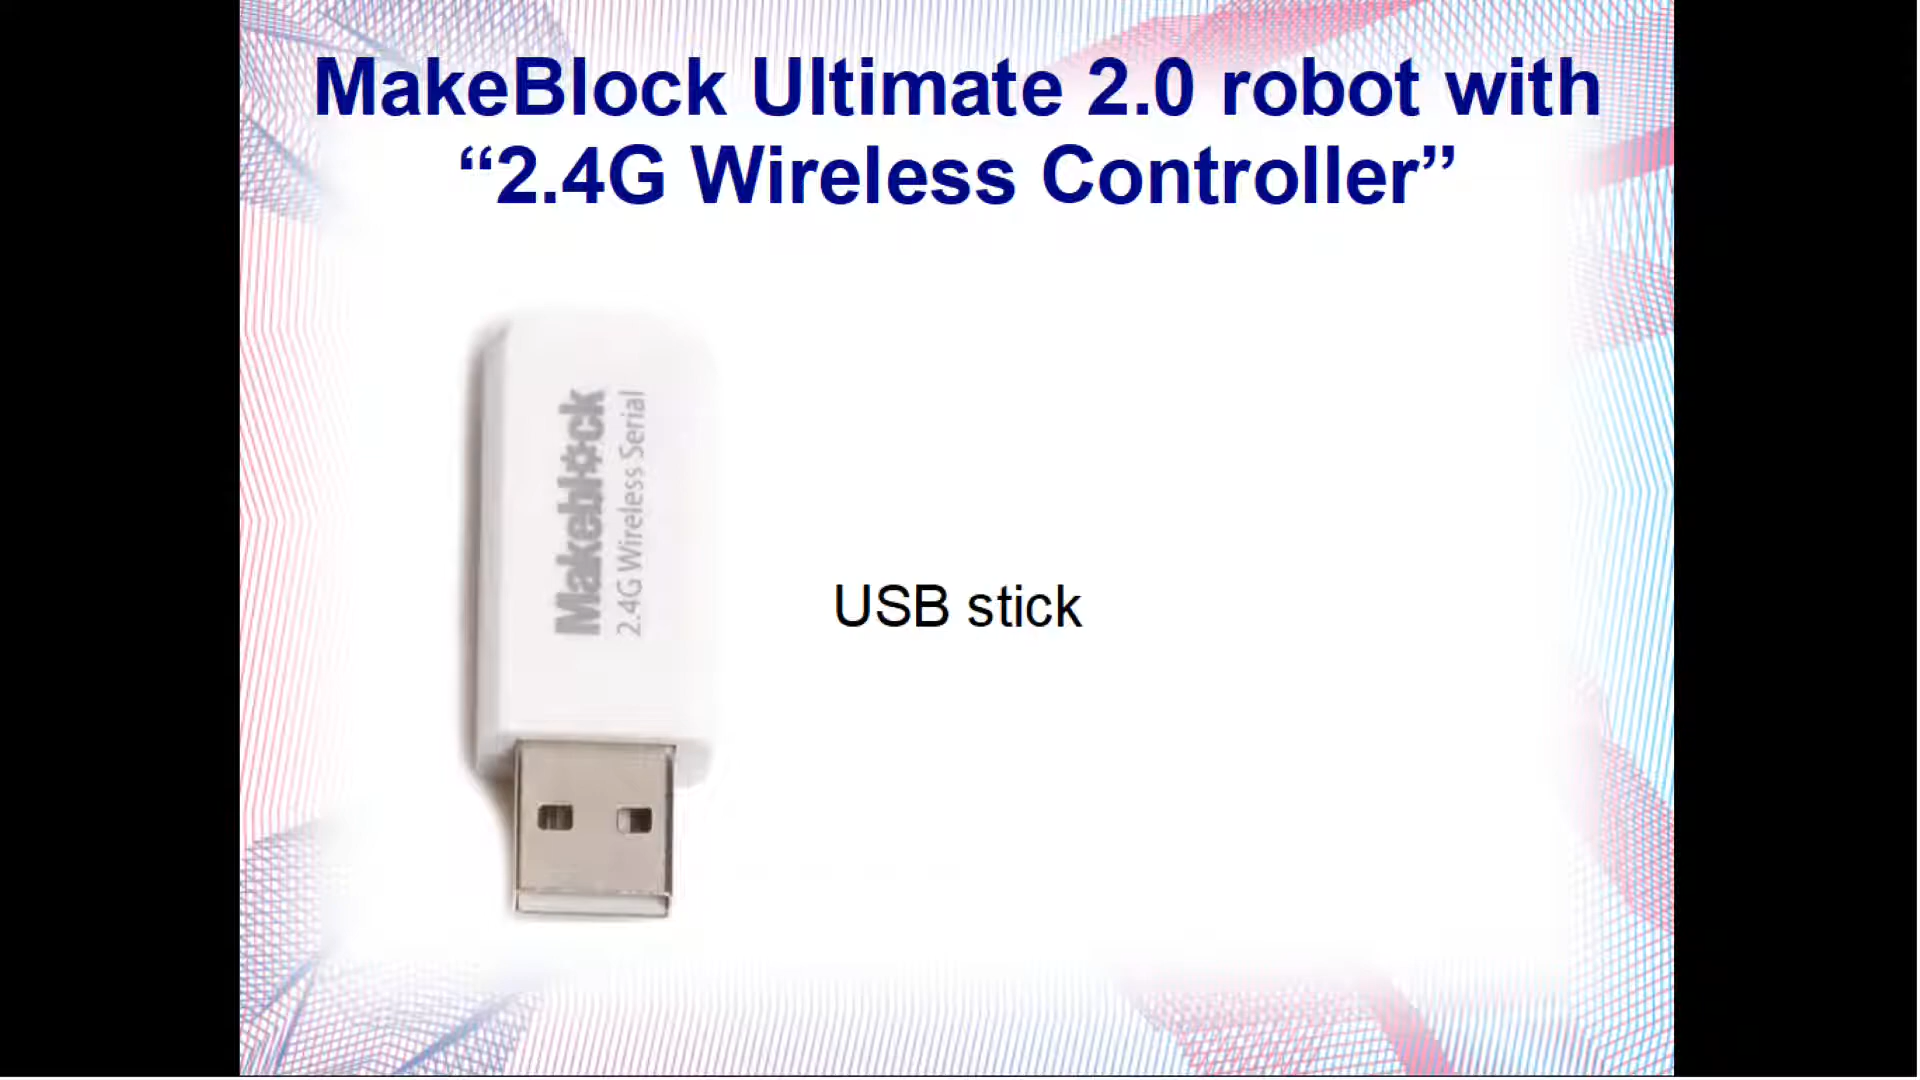 MakeBlock Ultimate 2.0 robot with
“2.4G Wireless Controller”
Makeblock
2.4G Wireless Serial
USB stick